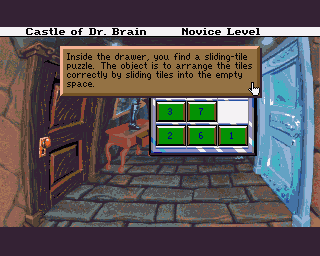 Castle of Dr. Brain Novice Level
Inside the drawer, you find a sliding-tile
puzzle. The object is to arrange the tiles
correctly by sliding tiles into the empty
space.
3 7
2 6 1